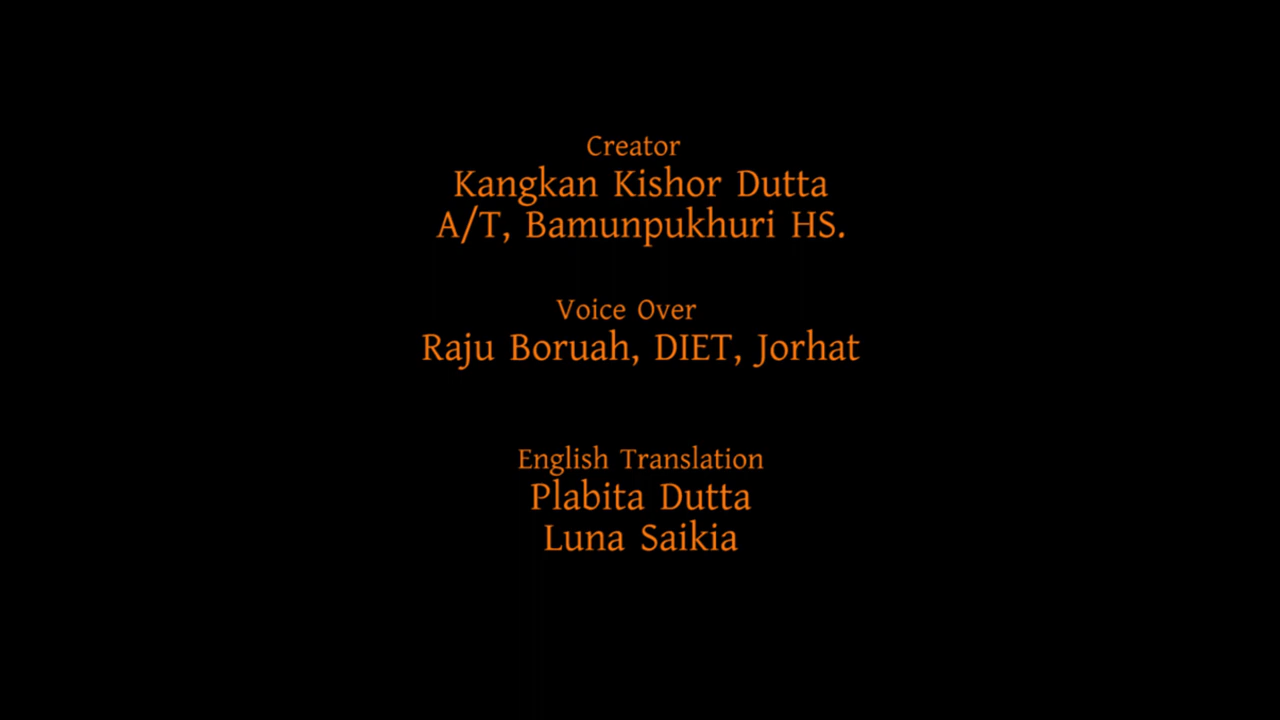 Creator
Kangkan Kishor Dutta
A/T, Bamunpukhuri HS.
Voice Over
Raju Boruah, DIET, Jorhat
English Translation
Plabita Dutta
Luna Saikia